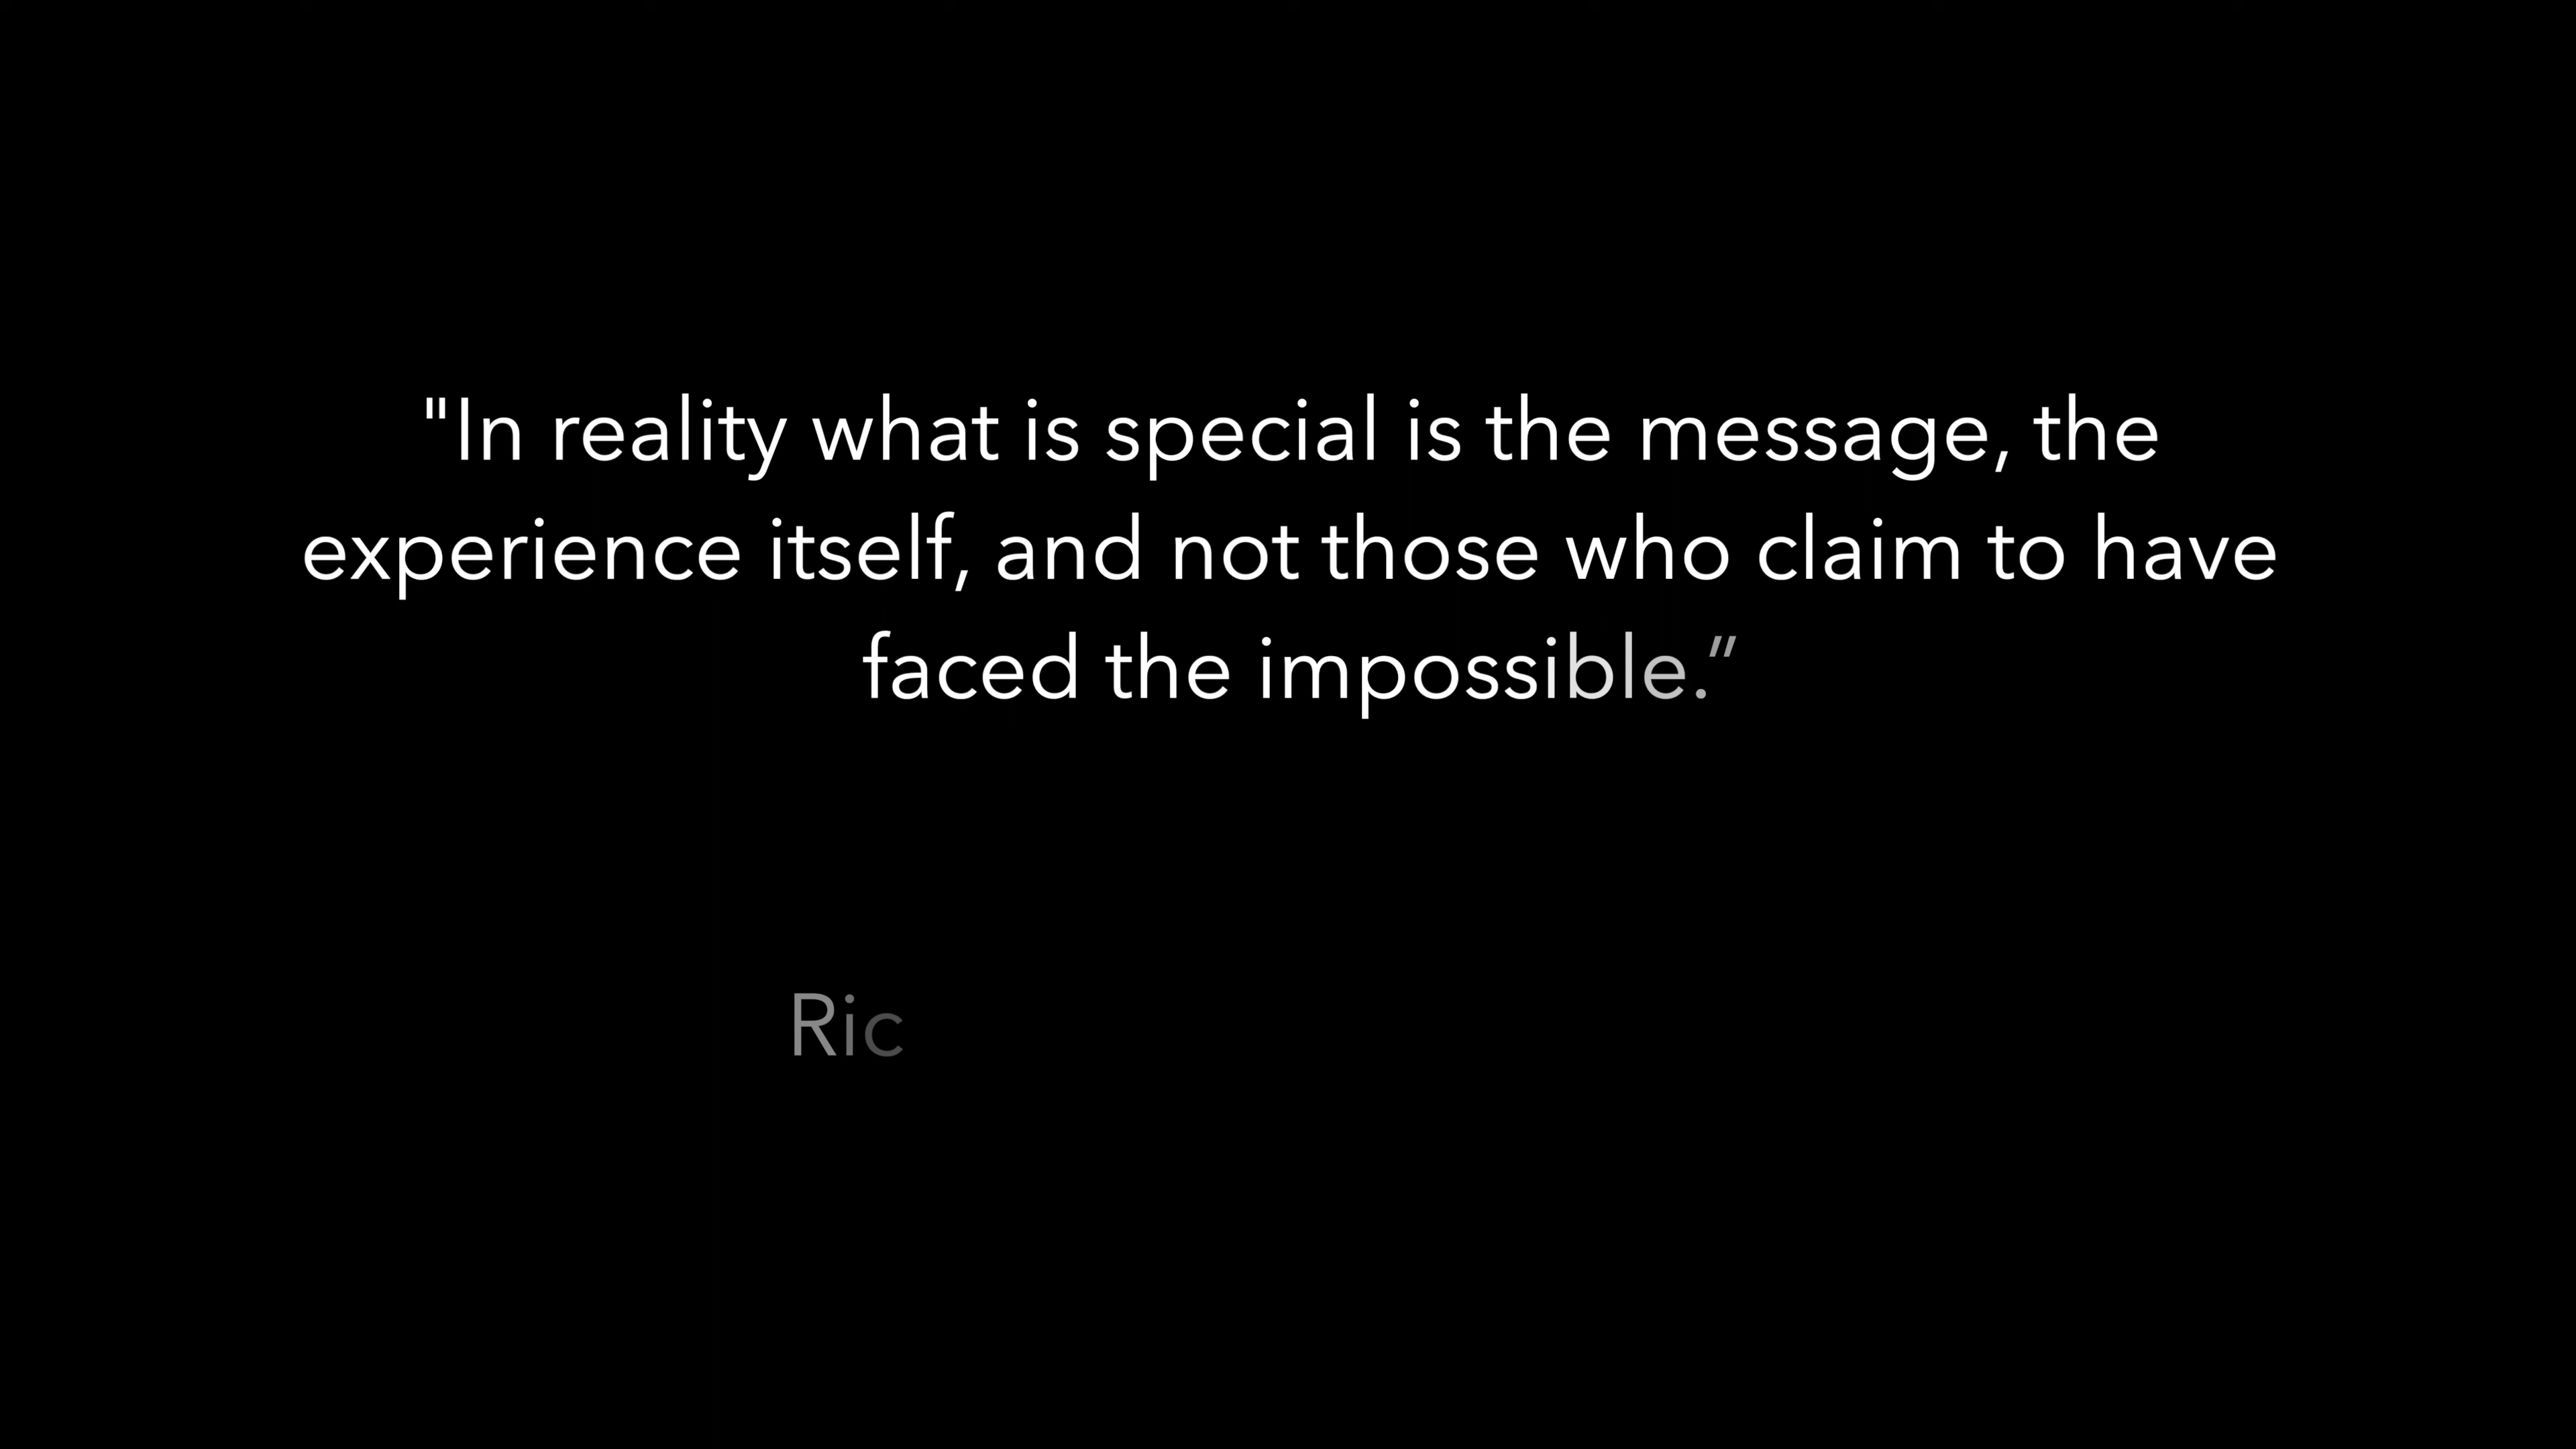 "In reality what is special is the message, the
experience itself, and not those who claim to have
faced the impossible.”
Ric